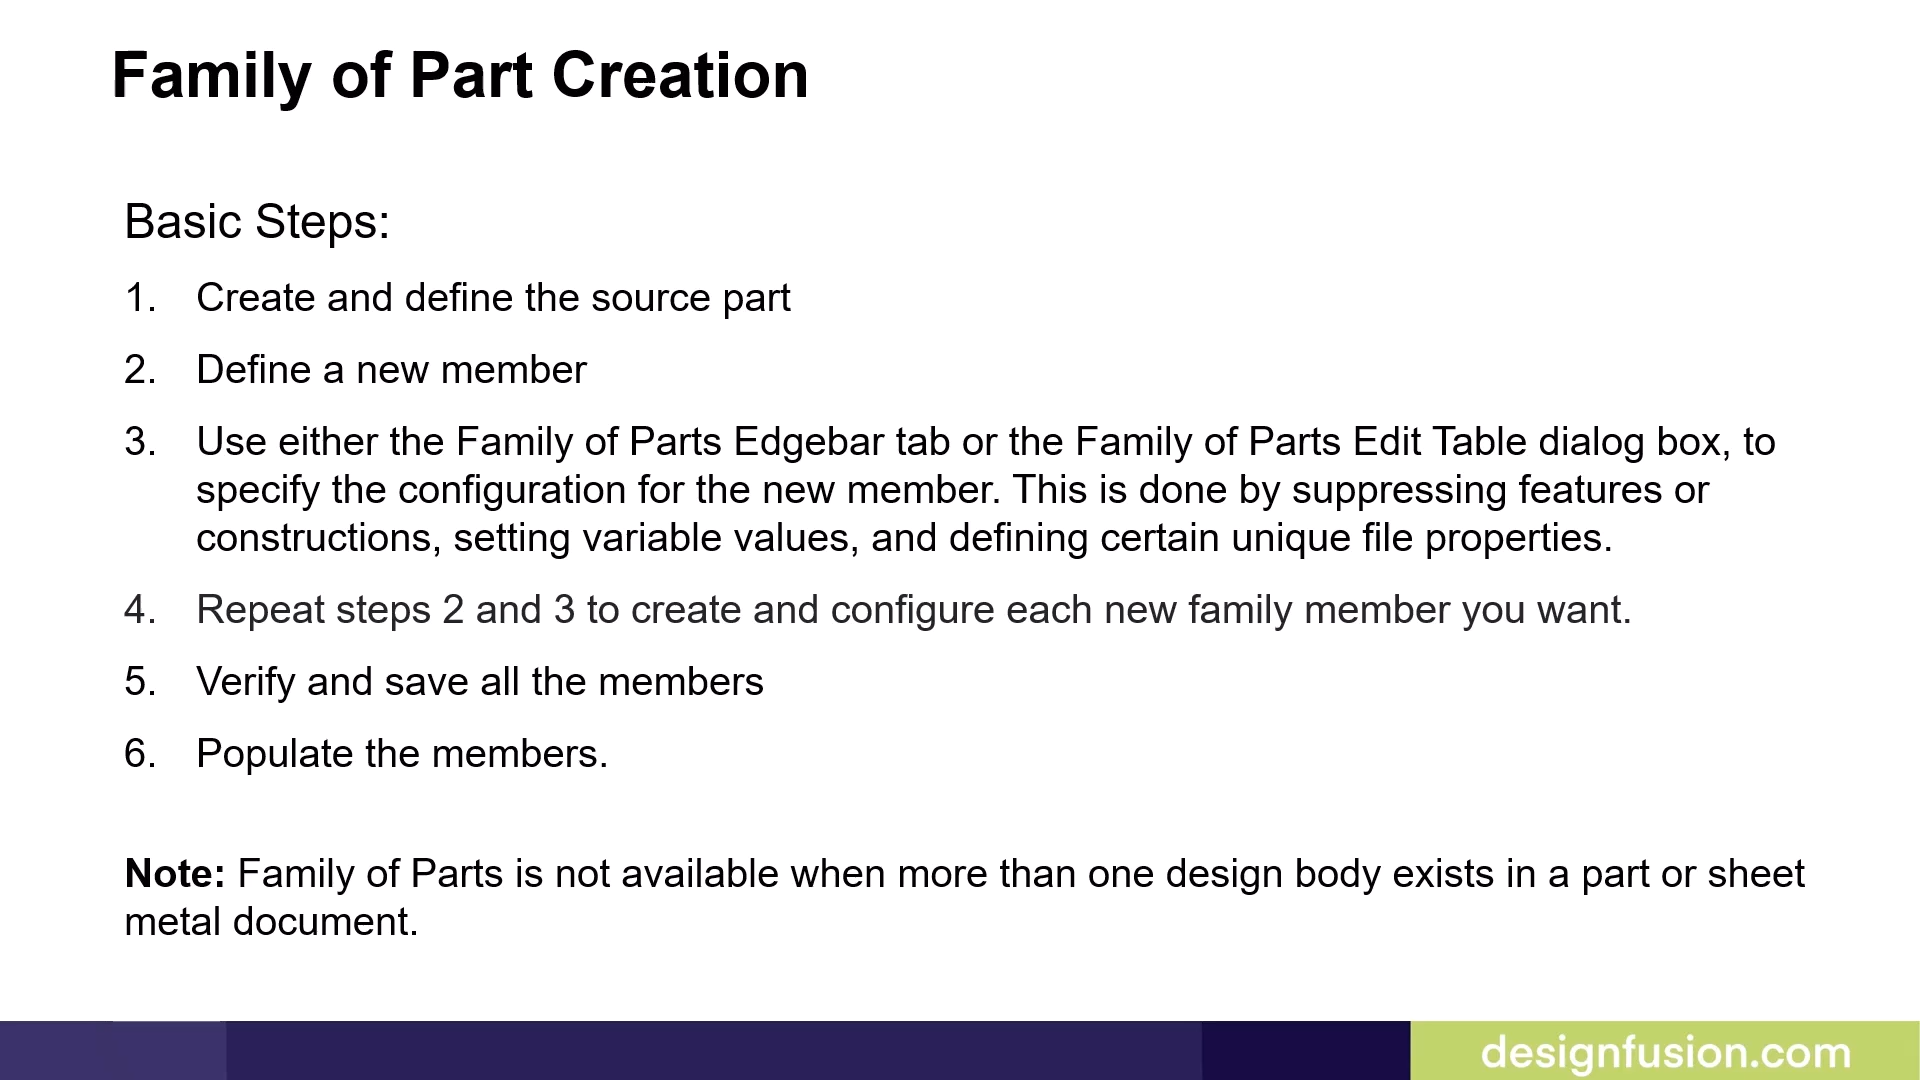 Family of Part Creation
Basic Steps:
1. Create and define the source part
2. Define a new member
3. Use either the Family of Parts Edgebar tab or the Family of Parts Edit Table dialog box, to
specify the configuration for the new member. This is done by suppressing features or
constructions, setting variable values, and defining certain unique file properties.
4. Repeat steps 2 and 3 to create and configure each new family member you want.
5. Verify and save all the members
6. Populate the members.
Note: Family of Parts is not available when more than one design body exists in a part or sheet
metal document.
designfusion.com